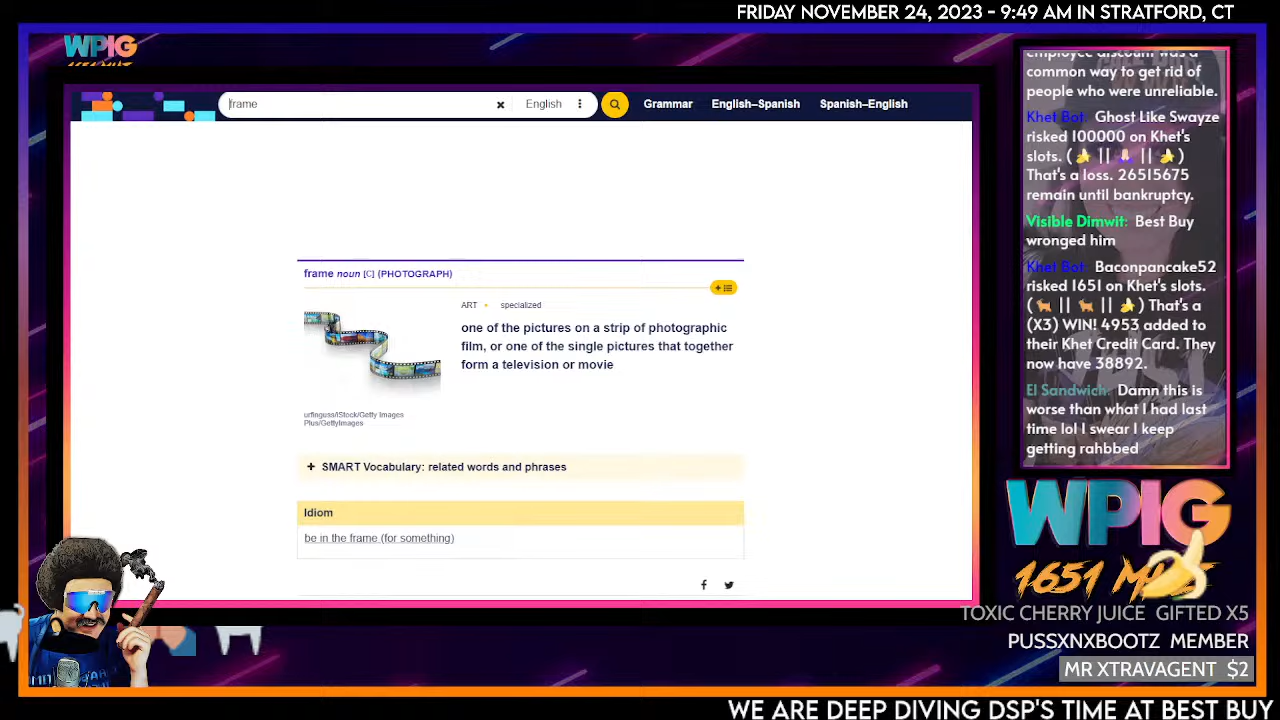 FRIDAY NOVEMBER 24, 2023 - 9:49 AM IN STRATFORD, CT
WPIG
frame
English
Grammar
English–Spanish
Spanish–English
frame noun [C] (PHOTOGRAPH)
ART
specialized
one of the pictures on a strip of photographic
film, or one of the single pictures that together
form a television or movie
urfinguss/iStock/Getty Images
Plus/GettyImages
+ SMART Vocabulary: related words and phrases
Idiom
be in the frame (for something)
employee discount was a
common way to get rid of
people who were unreliable.
Khet Bot: Ghost Like Swayze
risked 100000 on Khet's
slots. (🍌 || || 🍌)
That's a loss. 26515675
remain until bankruptcy.
Visible Dimwit: Best Buy
wronged him
Khet Bot: Baconpancake52
risked 1651 on Khet's slots.
(🐈 || 🐈 || 🍌) That's a
(X3) WIN! 4953 added to
their Khet Credit Card. They
now have 38892.
El Sandwich: Damn this is
worse than what I had last
time lol I swear I keep
getting rahbbed
WPIG
1651
TOXIC CHERRY JUICE GIFTED X5
PUSSXNXBOOTZ MEMBER
MR XTRAVAGENT $2
WE ARE DEEP DIVING DSP'S TIME AT BEST BUY